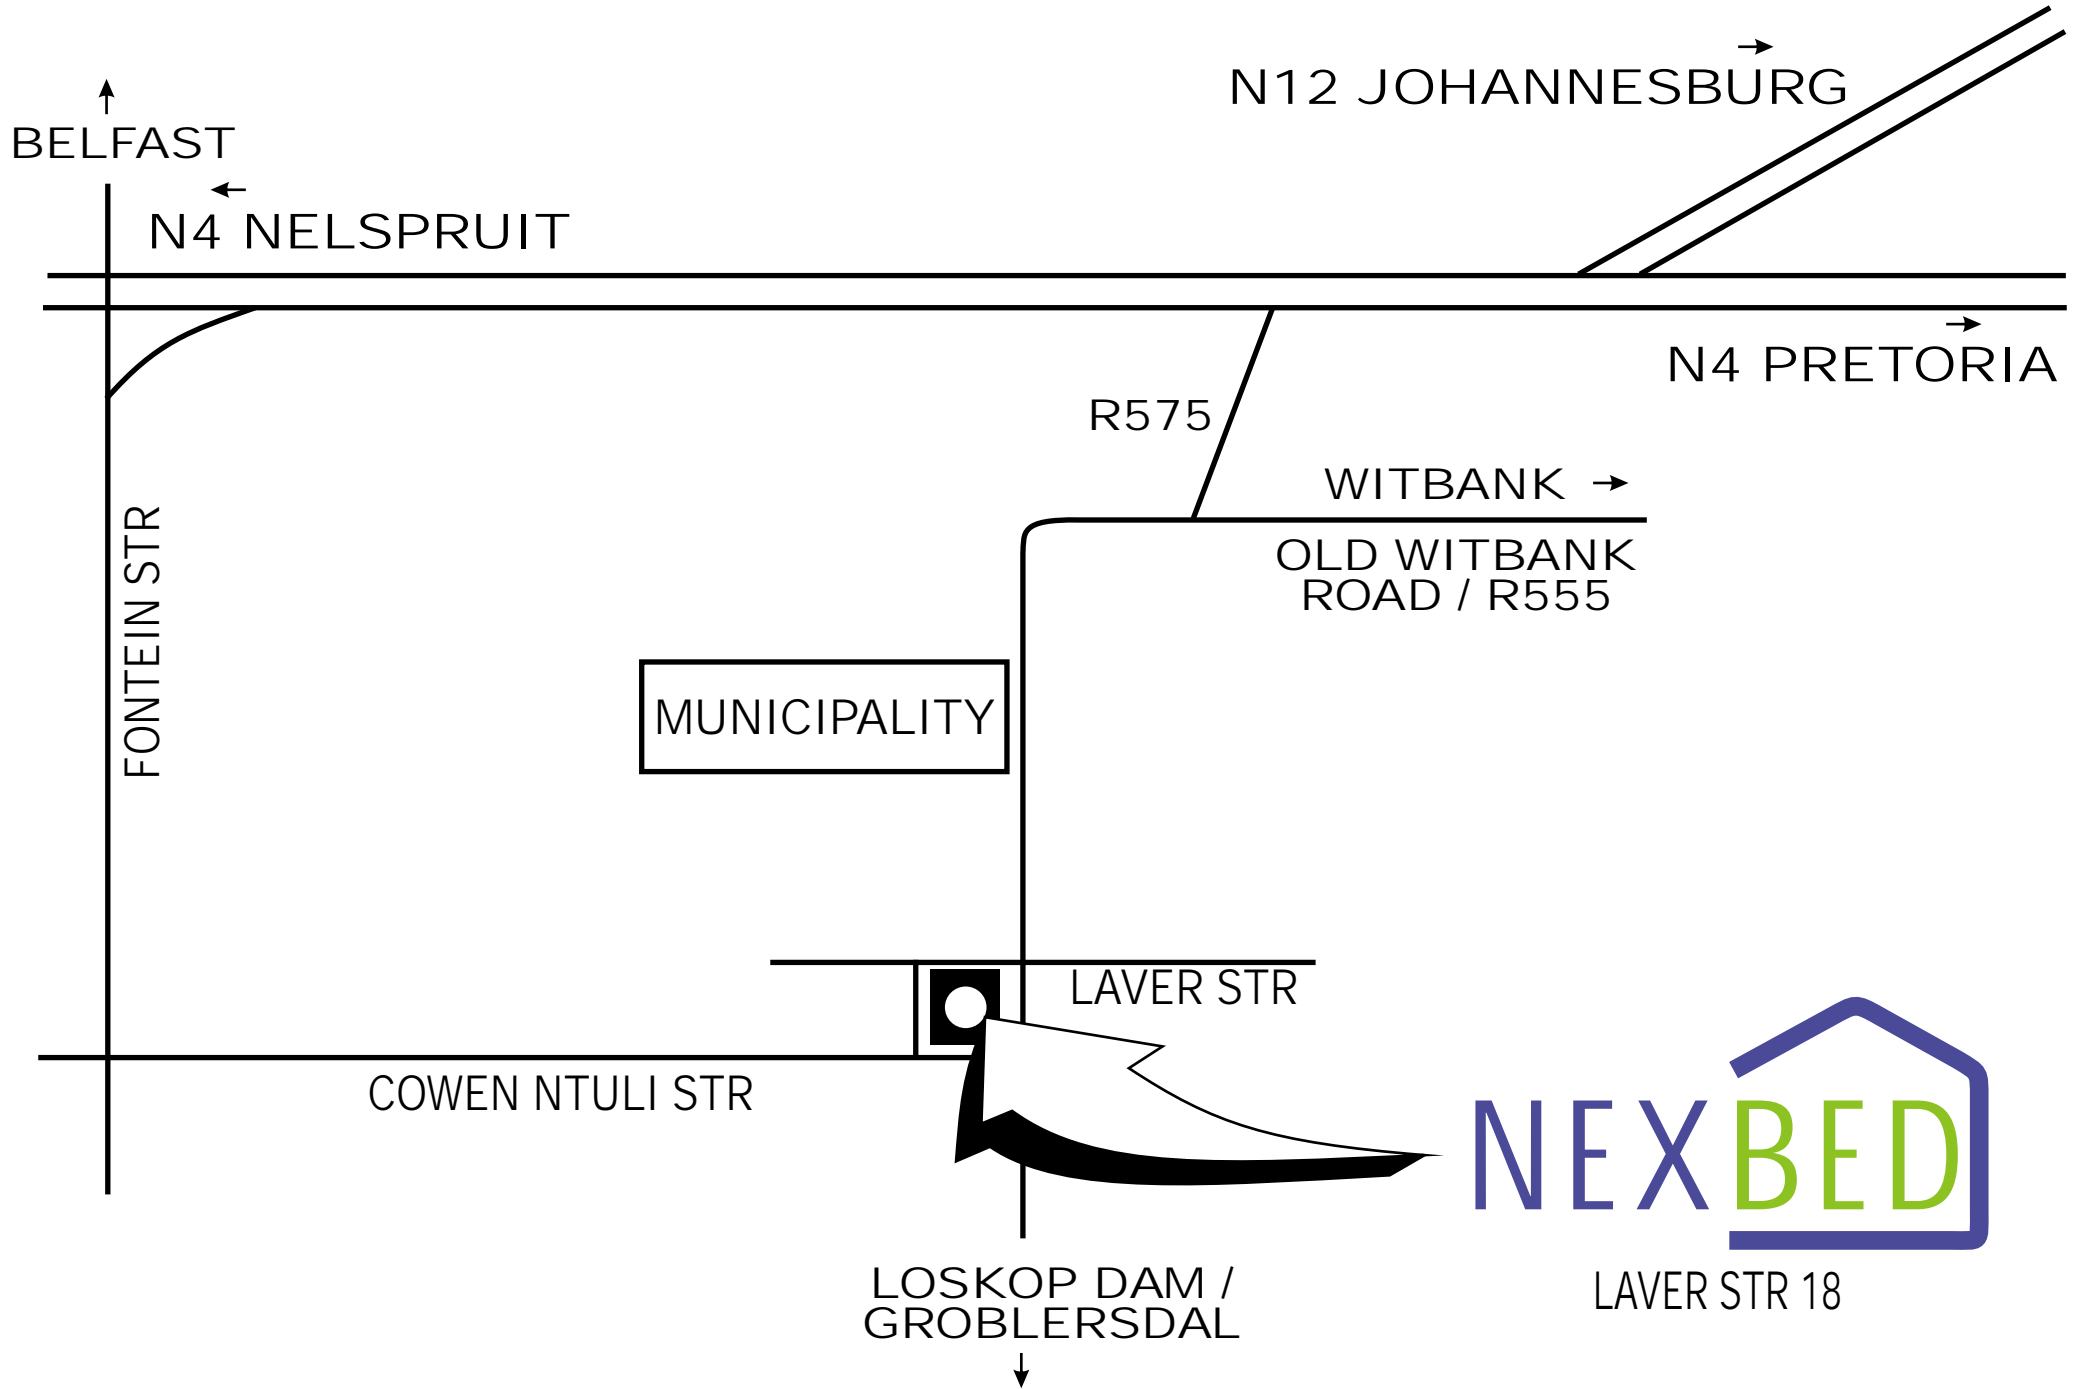 N12 JOHANNESBURG
BELFAST
N4 NELSPRUIT
N4 PRETORIA
R575
WITBANK
OLD WITBANK
ROAD / R555
FONTEIN STR
MUNICIPALITY
LAVER STR
COWEN NTULI STR
NEXBED
LAVER STR 18
LOSKOP DAM /
GROBLERSDAL